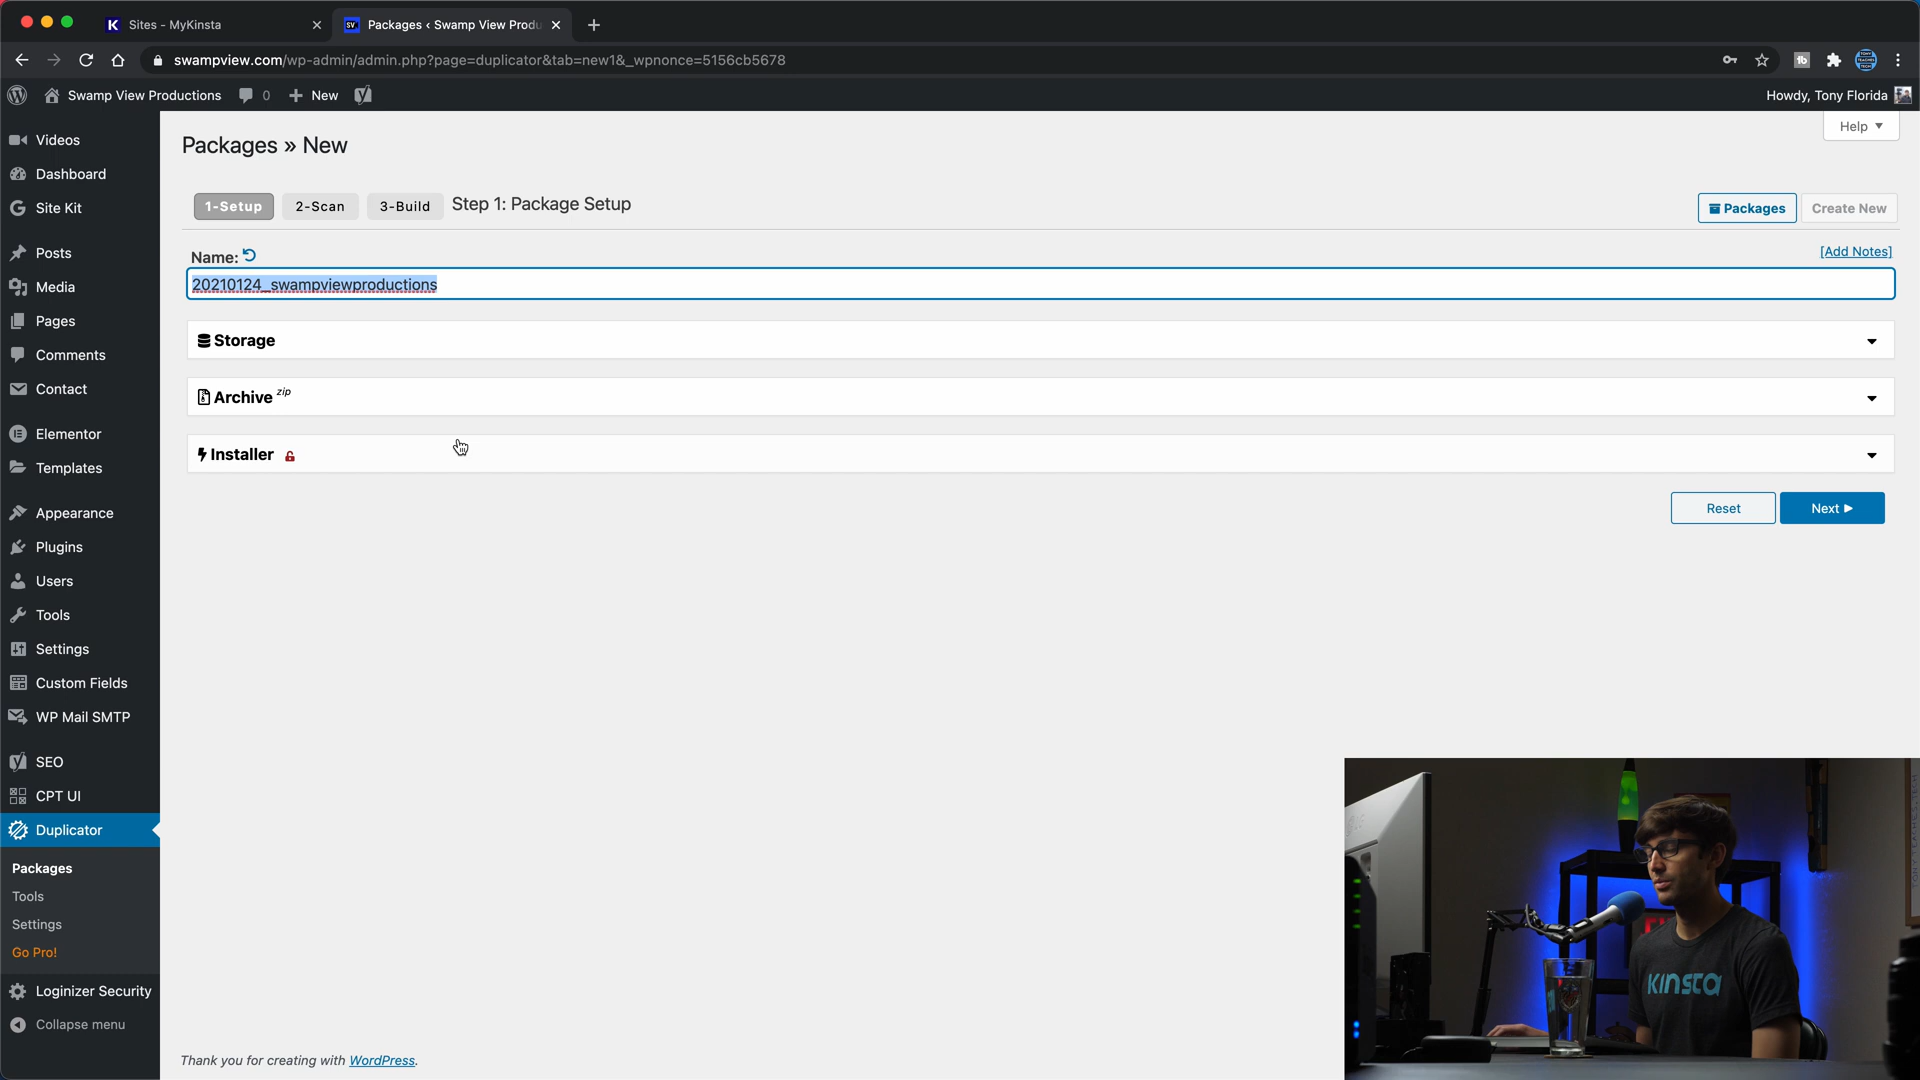 Sites - MyKinsta
Packages ‹ Swamp View Produ
swampview.com/wp-admin/admin.php?page=duplicator&tab=new1&_wpnonce=5156cb5678
Swamp View Productions
0
New
Howdy, Tony Florida
Help
Videos
Dashboard
Site Kit
Posts
Media
Pages
Comments
Contact
Elementor
Templates
Appearance
Plugins
Users
Tools
Settings
Custom Fields
WP Mail SMTP
SEO
CPT UI
Duplicator
Packages
Tools
Settings
Go Pro!
Loginizer Security
Collapse menu
Packages » New
1-Setup
2-Scan
3-Build
Step 1: Package Setup
Packages
Create New
Name:
[Add Notes]
20210124_swampviewproductions
Storage
Archive zip
Installer
Reset
Next
Thank you for creating with WordPress.
KINSTA